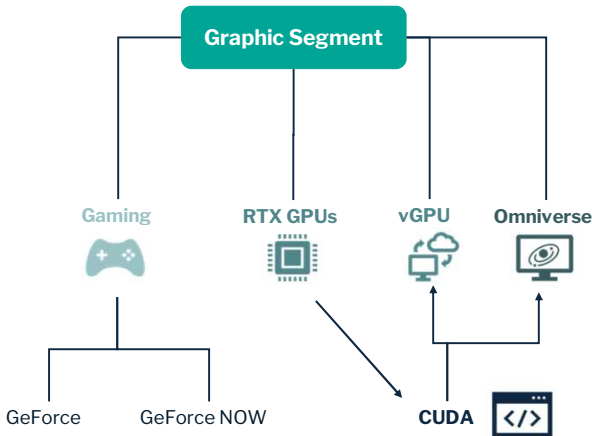 Graphic Segment
Gaming
RTX GPUs
vGPU
Omniverse
GeForce
GeForce NOW
CUDA
</>